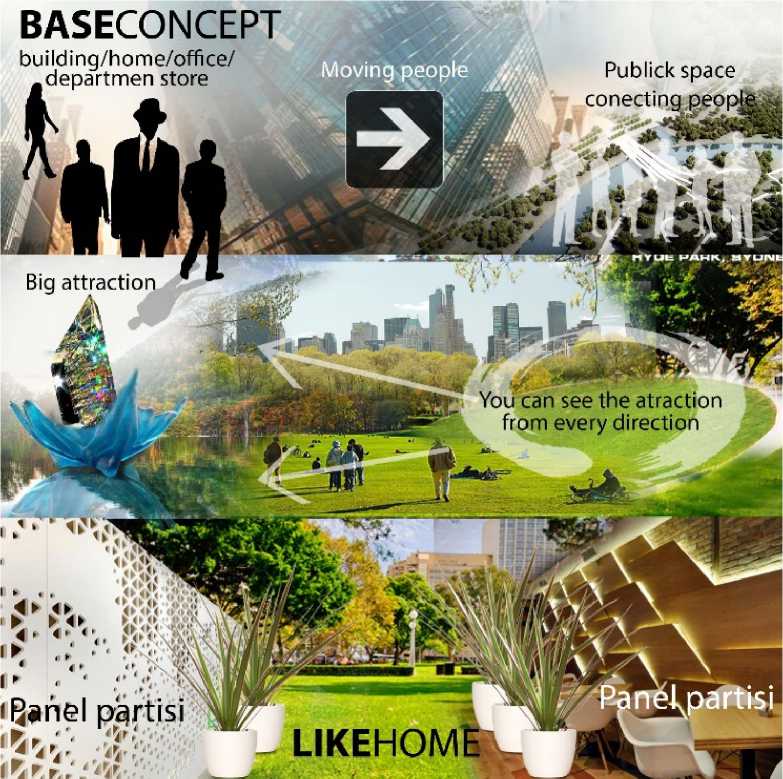 BASECONCEPT
building/home/office/
departmen store
Moving people
Publick space
conecting people
HYDE PARK, SYDNE
Big attraction
You can see the atraction
from every direction
Panel partisi
Panel partisi
LIKEHOME